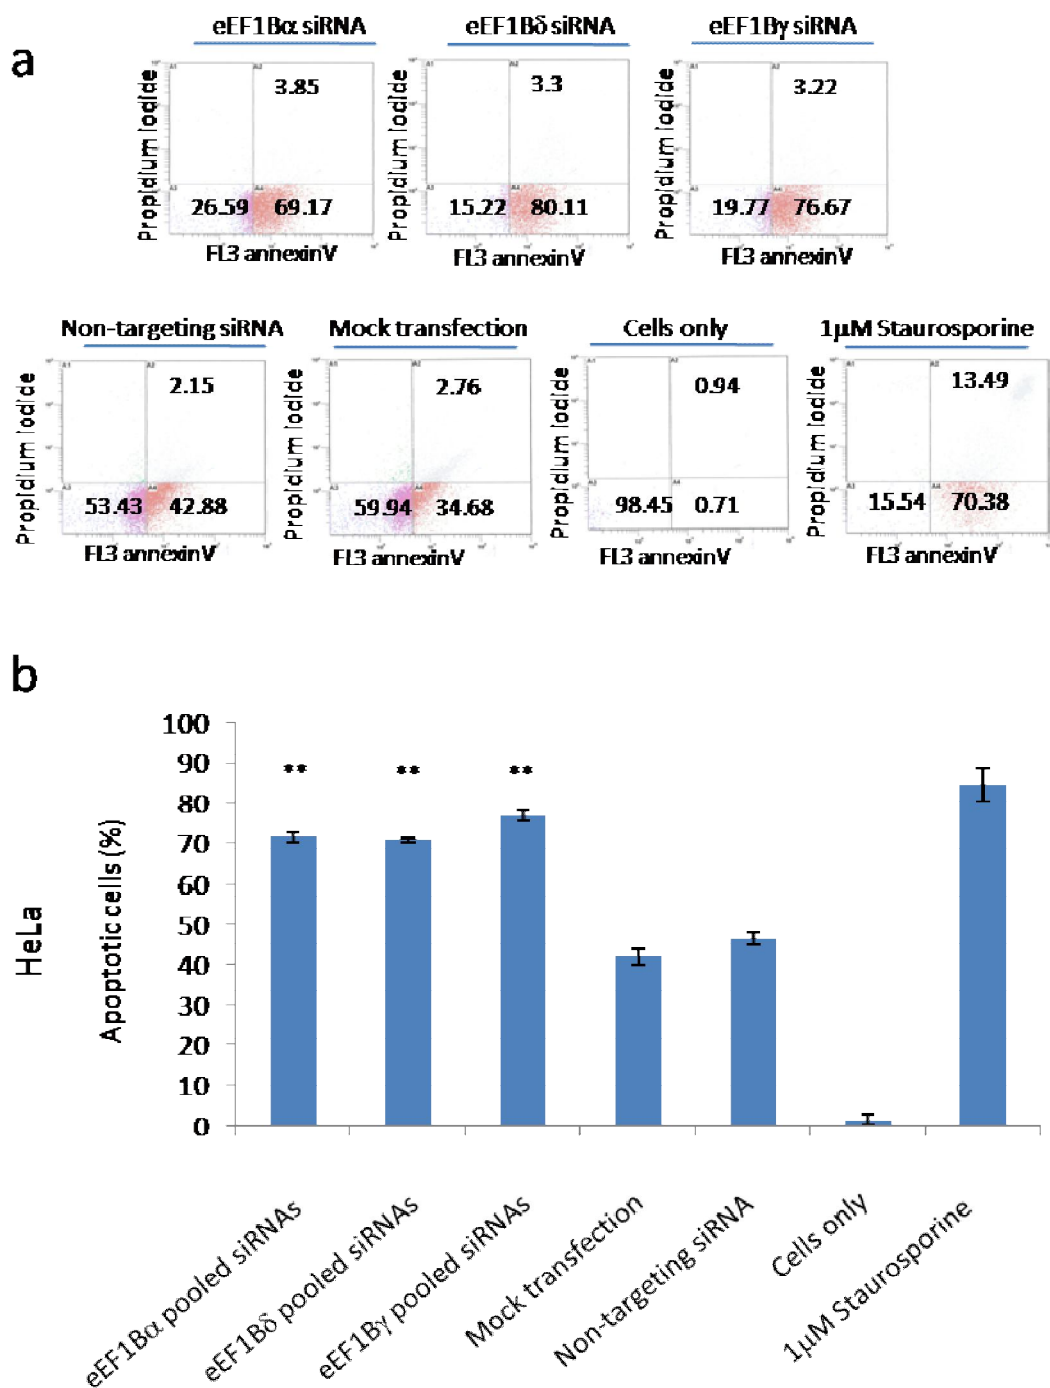 a
eEF1Bα siRNA
eEF1Bδ siRNA
eEF1Bγ siRNA
Propidium Iodide
3.85
26.59 69.17
FL3 annexinV
Propidium Iodide
3.3
15.22 80.11
FL3 annexinV
Propidium Iodide
3.22
19.77 76.67
FL3 annexinV
Non-targeting siRNA
Mock transfection
Cells only
1μM Staurosporine
Propidium Iodide
2.15
53.43 42.88
FL3 annexinV
Propidium Iodide
2.76
59.94 34.68
FL3 annexinV
Propidium Iodide
0.94
98.45 0.71
FL3 annexinV
Propidium Iodide
13.49
15.54 70.38
FL3 annexinV
b
HeLa
Apoptotic cells (%)
100
90
80
70
60
50
40
30
20
10
0
** ** **
eEF1Bα pooled siRNAs
eEF1Bδ pooled siRNAs
eEF1Bγ pooled siRNAs
Mock transfection
Non-targeting siRNA
Cells only
1μM Staurosporine